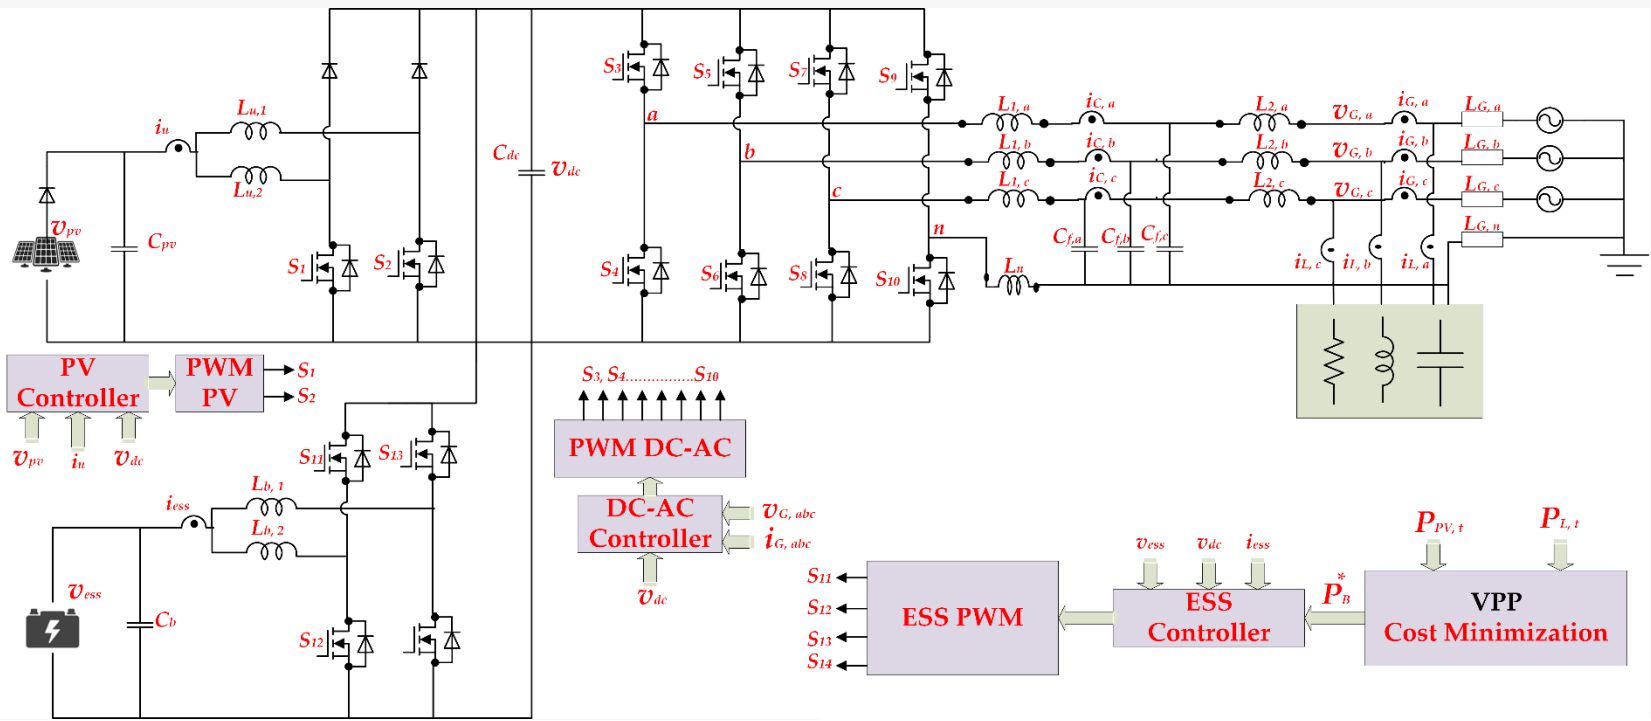 S3
S5
S7
S9
L1, a
iC, a
L2, a
vG, a
iG, a
LG, a
Lu,1
iu
a
L1, b
iC, b
L2, b
vG, b
iG, b
LG, b
Cdc
vdc
b
Lu,2
L1, c
iC, c
L2, c
vG, c
iG, c
LG, c
c
vpv
Cpv
n
Cf,a
Cf,b
Cf,c
LG, n
S1
S2
S4
S6
S8
S10
Ln
iL, c
iL, b
iL, a
PV
Controller
PWM
PV
S1
S2
vpv
iu
vdc
S3, S4................S10
PWM DC-AC
DC-AC
Controller
vG, abc
iG, abc
vdc
S11
S13
Lb, 1
iess
Lb, 2
vess
Cb
S12
PPV, t
PL, t
vess
vdc
iess
S11
S12
S13
S14
ESS PWM
ESS
Controller
P*B
VPP
Cost Minimization